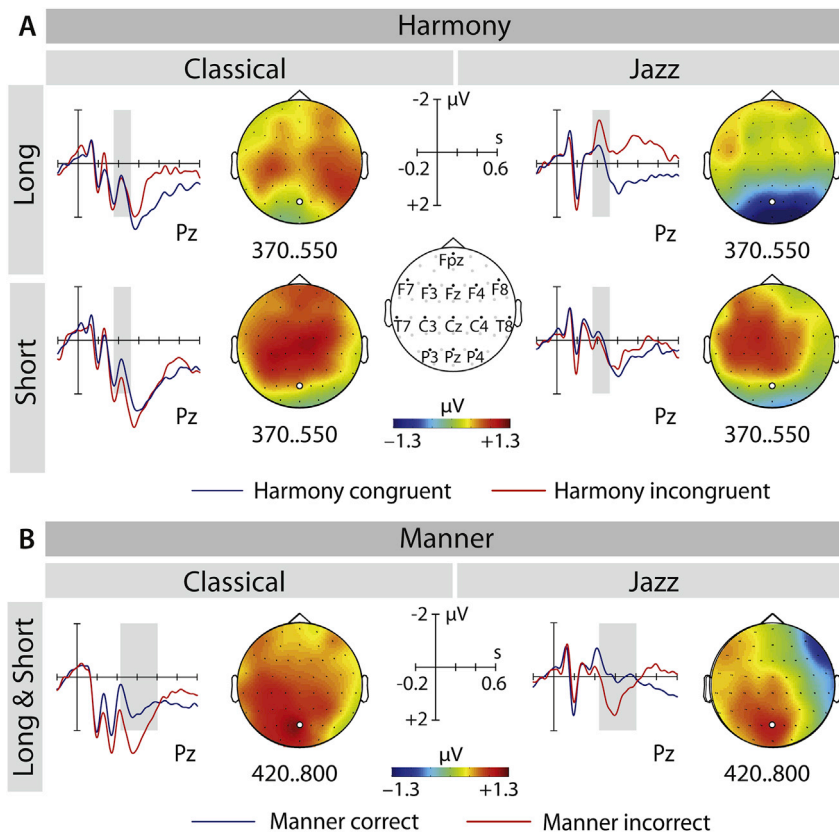 A
Harmony
Classical
Jazz
Long
-2
μV
s
-0.2
0.6
+2
Pz
370..550
Pz
370..550
Fpz
F7 F3 Fz F4 F8
T7 C3 Cz C4 T8
P3 Pz P4
Short
Pz
370..550
μV
−1.3
+1.3
Pz
370..550
Harmony congruent
Harmony incongruent
B
Manner
Classical
Jazz
Long & Short
-2
μV
s
-0.2
0.6
+2
Pz
420..800
μV
−1.3
+1.3
Pz
420..800
Manner correct
Manner incorrect